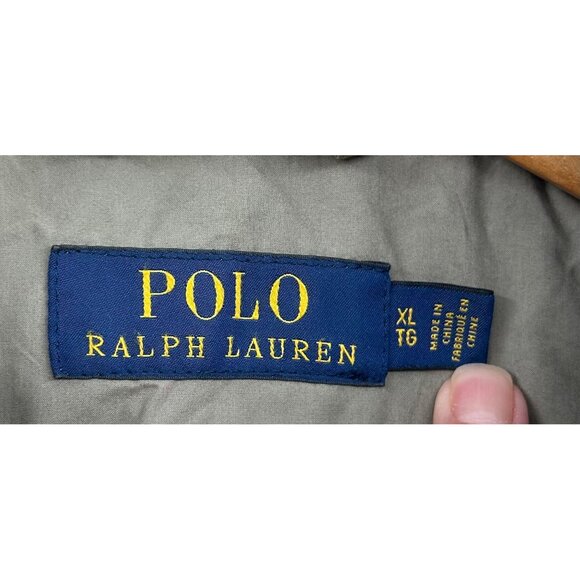 POLO
RALPH LAUREN
XL
TG
MADE IN
CHINA
FABRIQUÉ EN
CHINE